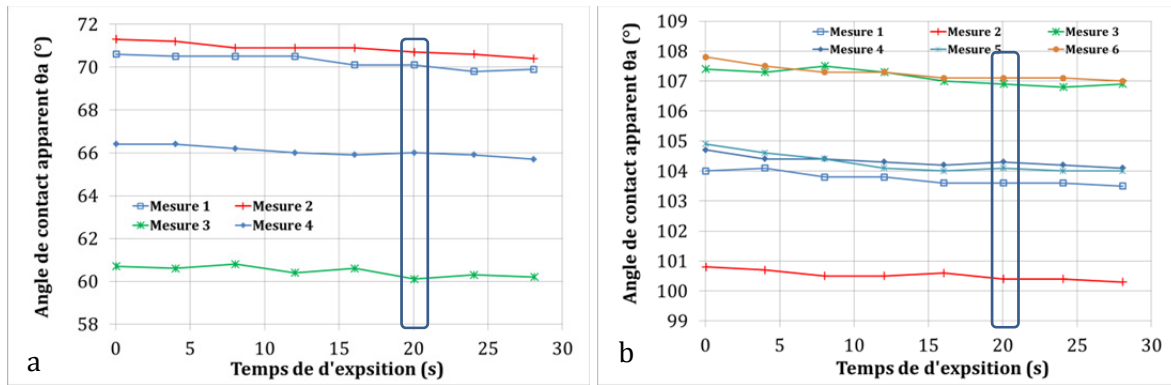 Angle de contact apparent θa (°)
72
70
68
66
64
62
60
58
Mesure 1 Mesure 2
Mesure 3 Mesure 4
0 5 10 15 20 25 30
Temps de d'expsition (s)
a
Angle de contact apparent θa (°)
109
108
107
106
105
104
103
102
101
100
99
Mesure 1 Mesure 2 Mesure 3
Mesure 4 Mesure 5 Mesure 6
0 5 10 15 20 25 30
Temps de d'expsition (s)
b